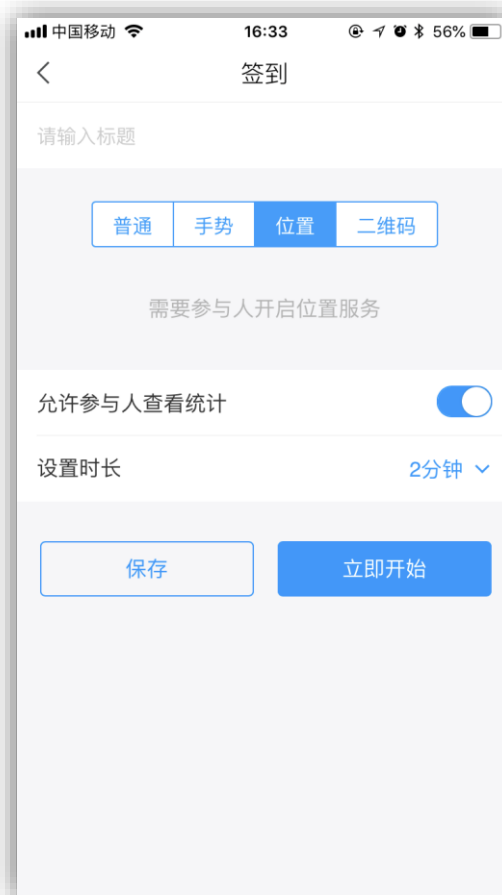 中国移动 16:33 56%
签到
请输入标题
普通 手势 位置 二维码
需要参与人开启位置服务
允许参与人查看统计
设置时长 2分钟
保存 立即开始